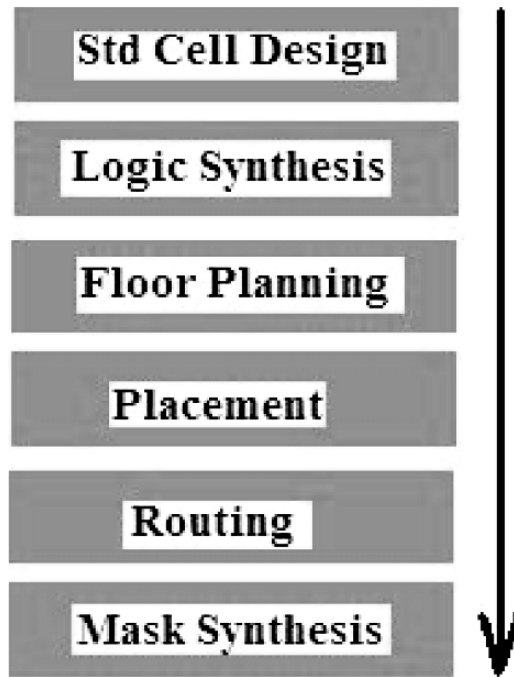 Std Cell Design
Logic Synthesis
Floor Planning
Placement
Routing
Mask Synthesis